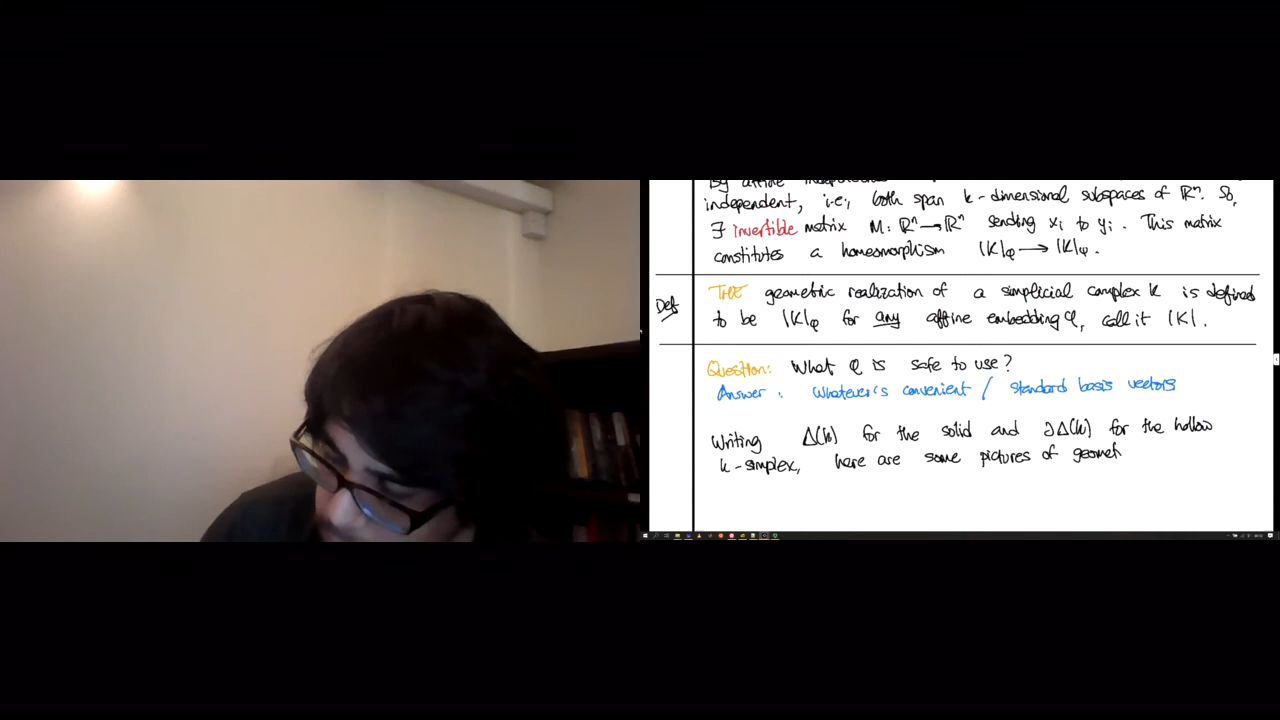 By affine
independent, i.e., both span k-dimensional subspaces of ℝⁿ. So,
∃ invertible matrix M: ℝⁿ → ℝⁿ sending xᵢ to yᵢ. This matrix
constitutes a homeomorphism |K|φ → |K|ψ.
Def
THE geometric realization of a simplicial complex K is defined
to be |K|φ for any affine embedding φ, call it |K|.
Question: What φ is safe to use?
Answer: Whatever's convenient / standard basis vectors
Writing Δ(k) for the solid and ∂Δ(k) for the hollow
k-simplex, here are some pictures of geomet